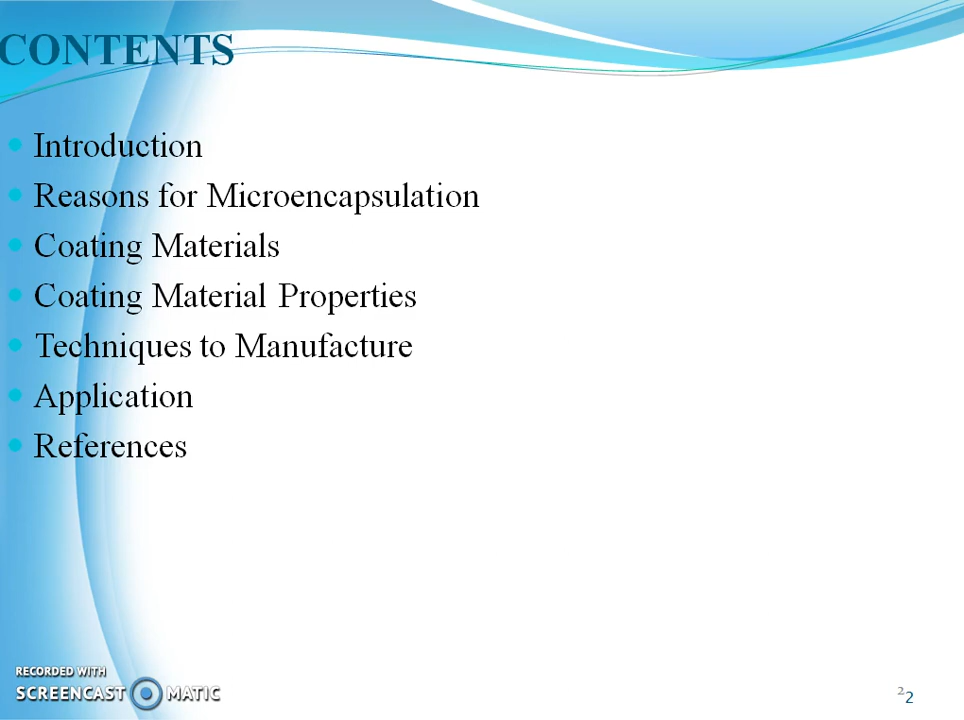 CONTENTS
Introduction
Reasons for Microencapsulation
Coating Materials
Coating Material Properties
Techniques to Manufacture
Application
References
RECORDED WITH
SCREENCAST MATIC
2
2